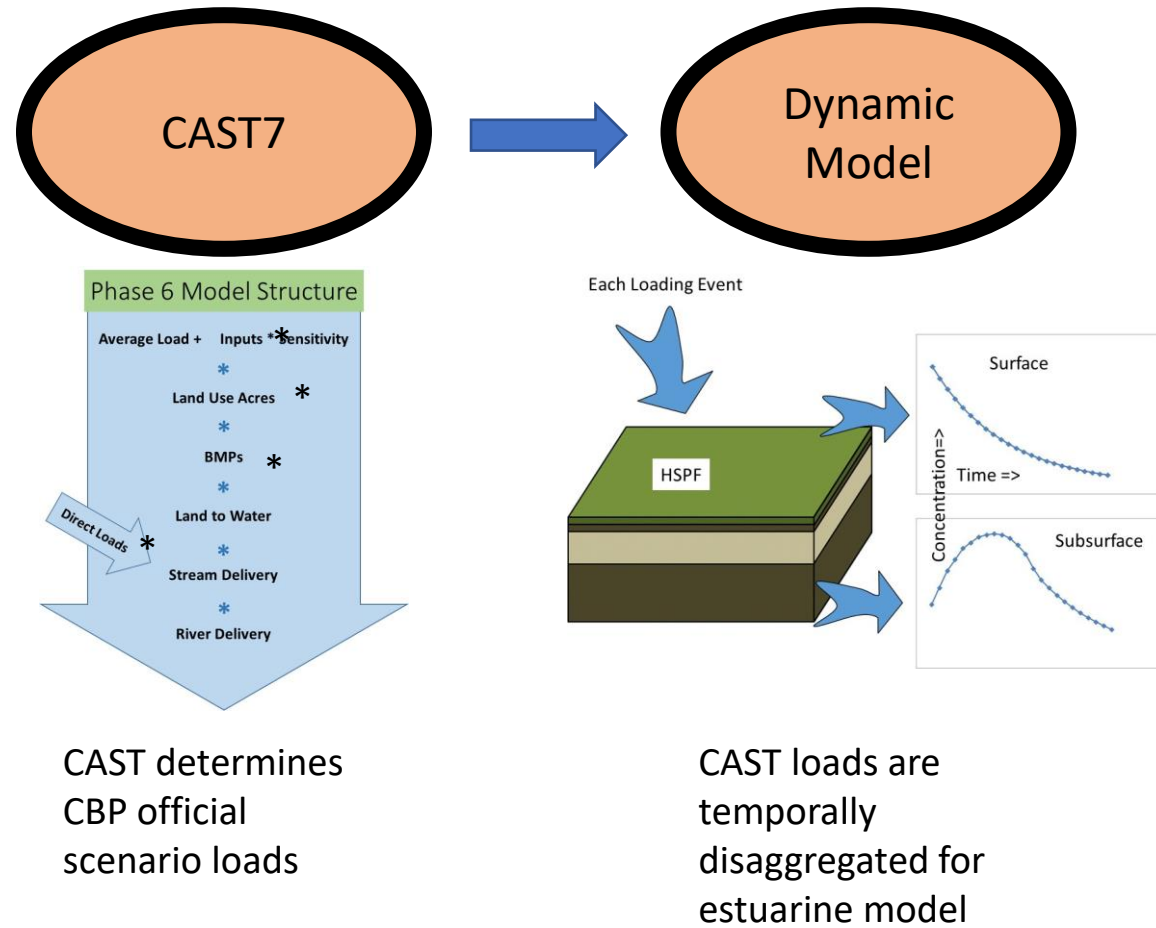 CAST7
Dynamic
Model
Phase 6 Model Structure
Average Load + Inputs * *Sensitivity
*
Land Use Acres *
*
BMPs *
*
Land to Water
Direct Loads *
*
Stream Delivery
*
River Delivery
Each Loading Event
HSPF
Surface
Concentration=>
Time =>
Subsurface
CAST determines
CBP official
scenario loads
CAST loads are
temporally
disaggregated for
estuarine model